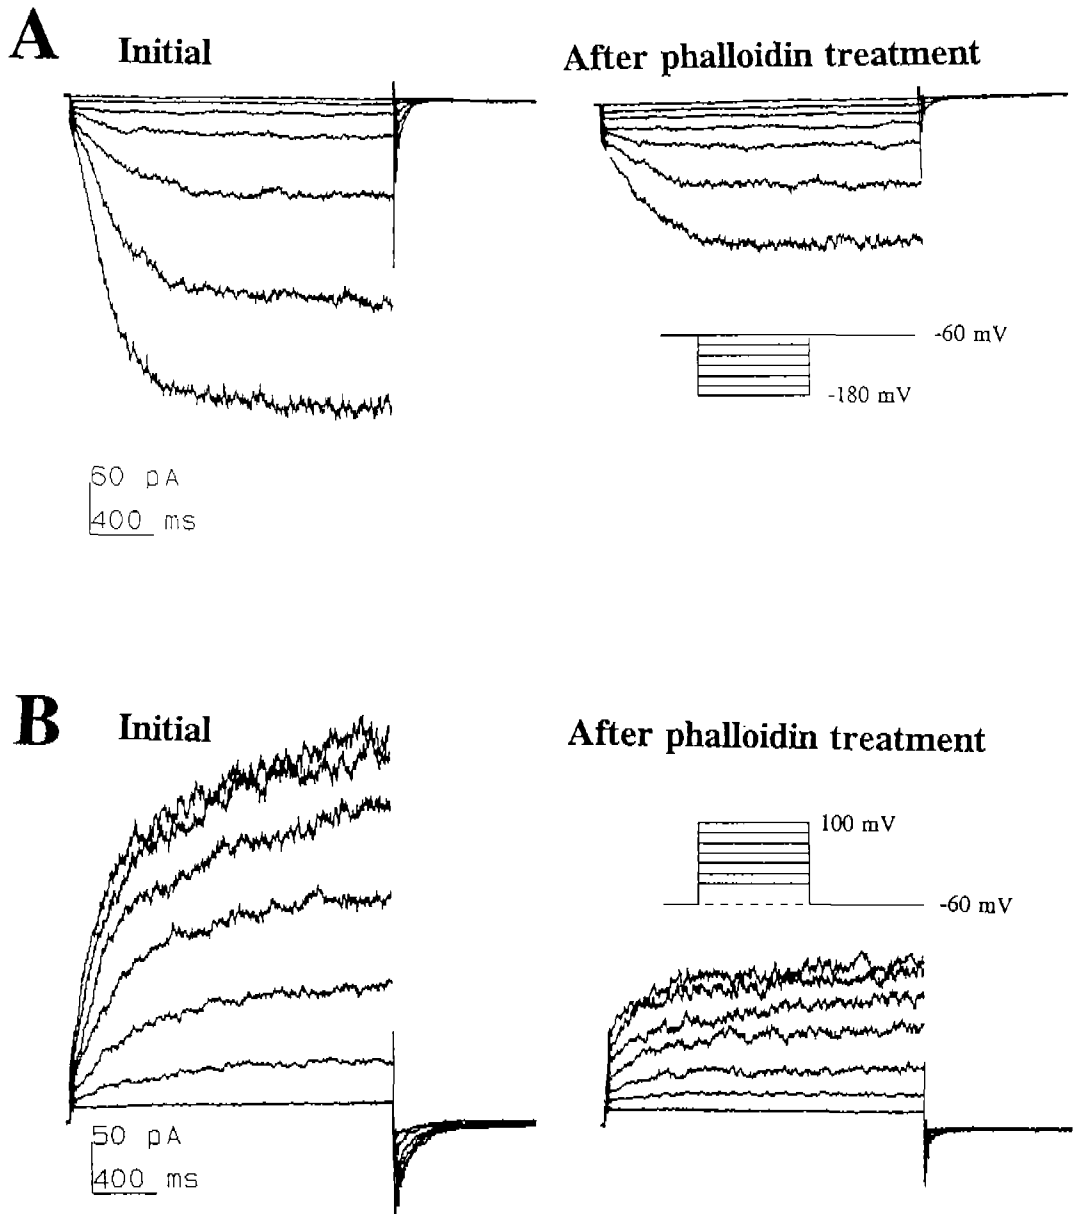 A
Initial
After phalloidin treatment
-60 mV
-180 mV
60 pA
400 ms
B
Initial
After phalloidin treatment
100 mV
-60 mV
50 pA
400 ms